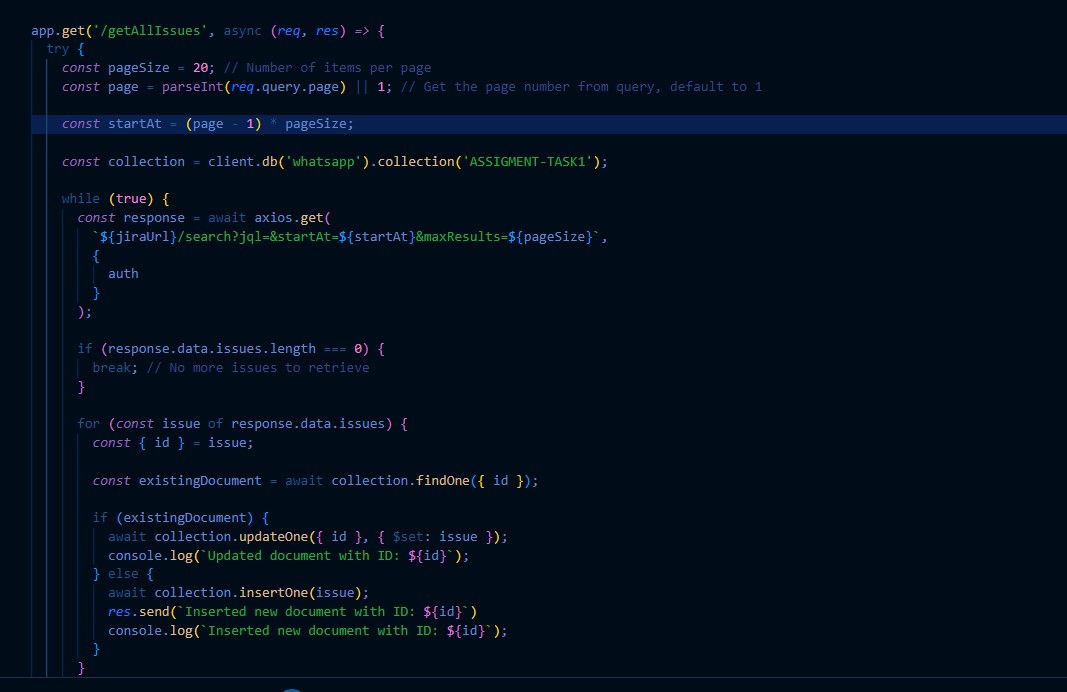 app.get('/getAllIssues', async (req, res) => {
try {
const pageSize = 20; // Number of items per page
const page = parseInt(req.query.page) || 1; // Get the page number from query, default to 1
const startAt = (page - 1) * pageSize;
const collection = client.db('whatsapp').collection('ASSIGMENT-TASK1');
while (true) {
const response = await axios.get(
`${jiraUrl}/search?jql=&startAt=${startAt}&maxResults=${pageSize}`,
{
auth
}
);
if (response.data.issues.length === 0) {
break; // No more issues to retrieve
}
for (const issue of response.data.issues) {
const { id } = issue;
const existingDocument = await collection.findOne({ id });
if (existingDocument) {
await collection.updateOne({ id }, { $set: issue });
console.log(`Updated document with ID: ${id}`);
} else {
await collection.insertOne(issue);
res.send(`Inserted new document with ID: ${id}`)
console.log(`Inserted new document with ID: ${id}`);
}
}